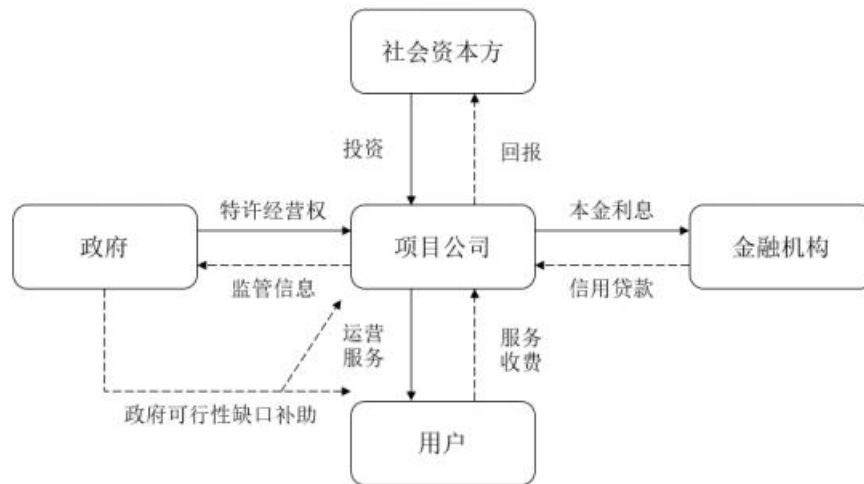 社会资本方
投资
回报
特许经营权
本金利息
政府
项目公司
金融机构
监管信息
信用贷款
运营
服务
服务
收费
政府可行性缺口补助
用户